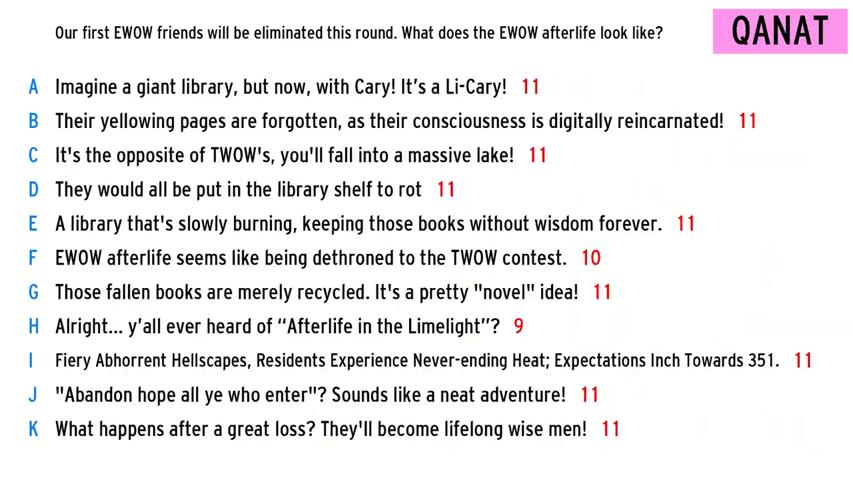 Our first EWOW friends will be eliminated this round. What does the EWOW afterlife look like?
QANAT
A Imagine a giant library, but now, with Cary! It's a Li-Cary! 11
B Their yellowing pages are forgotten, as their consciousness is digitally reincarnated! 11
C It's the opposite of TWOW's, you'll fall into a massive lake! 11
D They would all be put in the library shelf to rot 11
E A library that's slowly burning, keeping those books without wisdom forever. 11
F EWOW afterlife seems like being dethroned to the TWOW contest. 10
G Those fallen books are merely recycled. It's a pretty "novel" idea! 11
H Alright... y'all ever heard of “Afterlife in the Limelight”? 9
I Fiery Abhorrent Hellscapes, Residents Experience Never-ending Heat; Expectations Inch Towards 351. 11
J "Abandon hope all ye who enter"? Sounds like a neat adventure! 11
K What happens after a great loss? They'll become lifelong wise men! 11